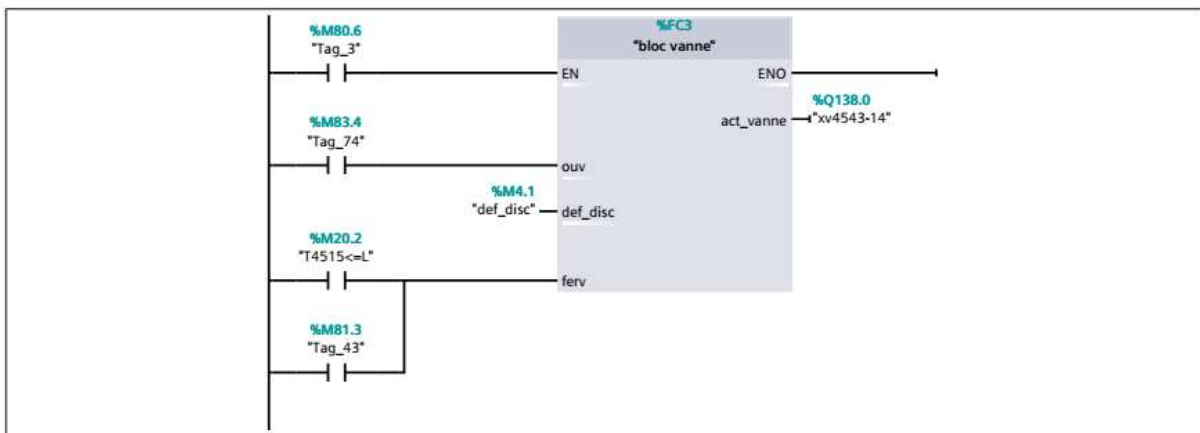 %M80.6
"Tag_3"
%FC3
"bloc vanne"
EN
ENO
%M83.4
"Tag_74"
ouv
act_vanne
%Q138.0
"xv4543-14"
%M4.1
"def_disc"
def_disc
%M20.2
"T4515<=L"
ferv
%M81.3
"Tag_43"